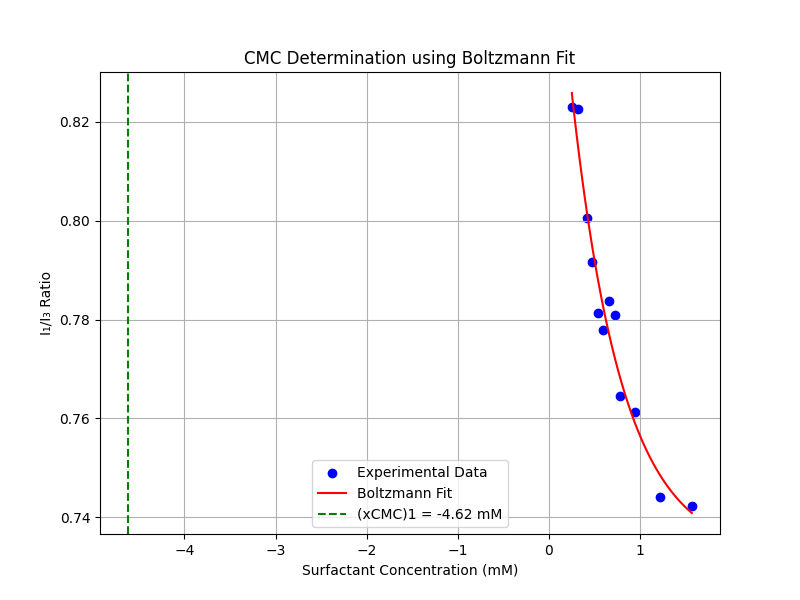 CMC Determination using Boltzmann Fit
I₁/I₃ Ratio
0.82
0.80
0.78
0.76
0.74
Experimental Data
Boltzmann Fit
(xCMC)1 = -4.62 mM
−4 −3 −2 −1 0 1
Surfactant Concentration (mM)